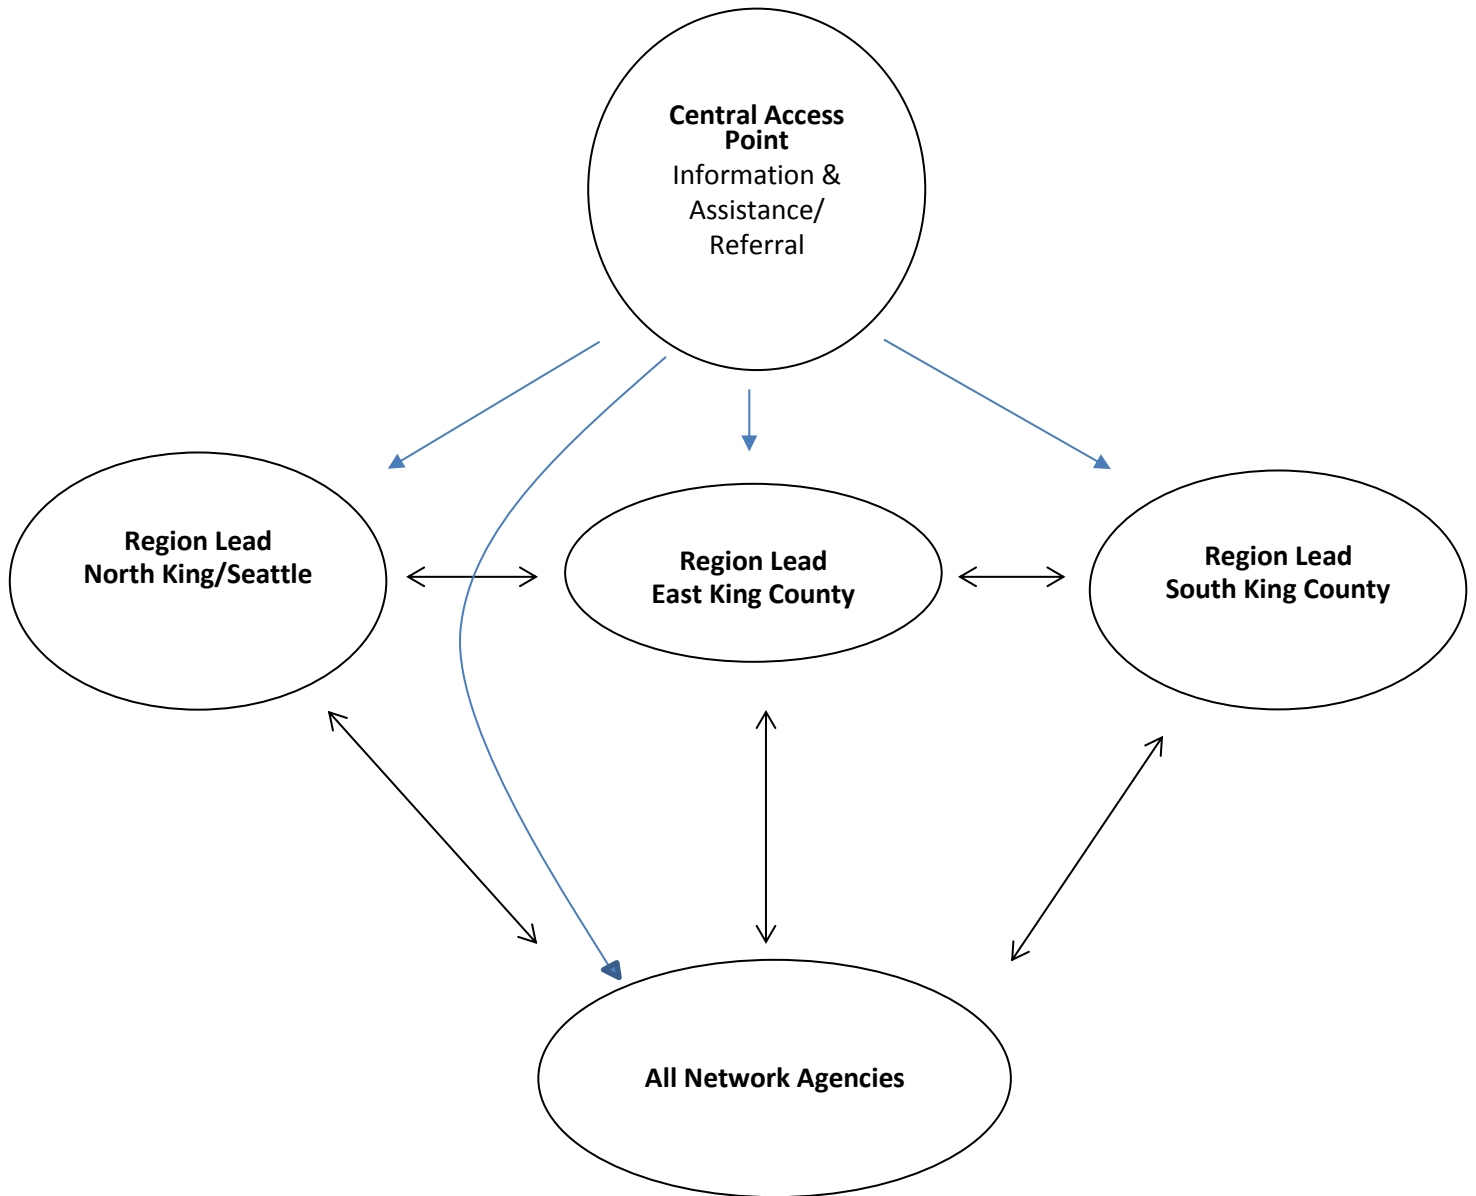 Central Access
Point
Information &
Assistance/
Referral
Region Lead
North King/Seattle
Region Lead
East King County
Region Lead
South King County
All Network Agencies